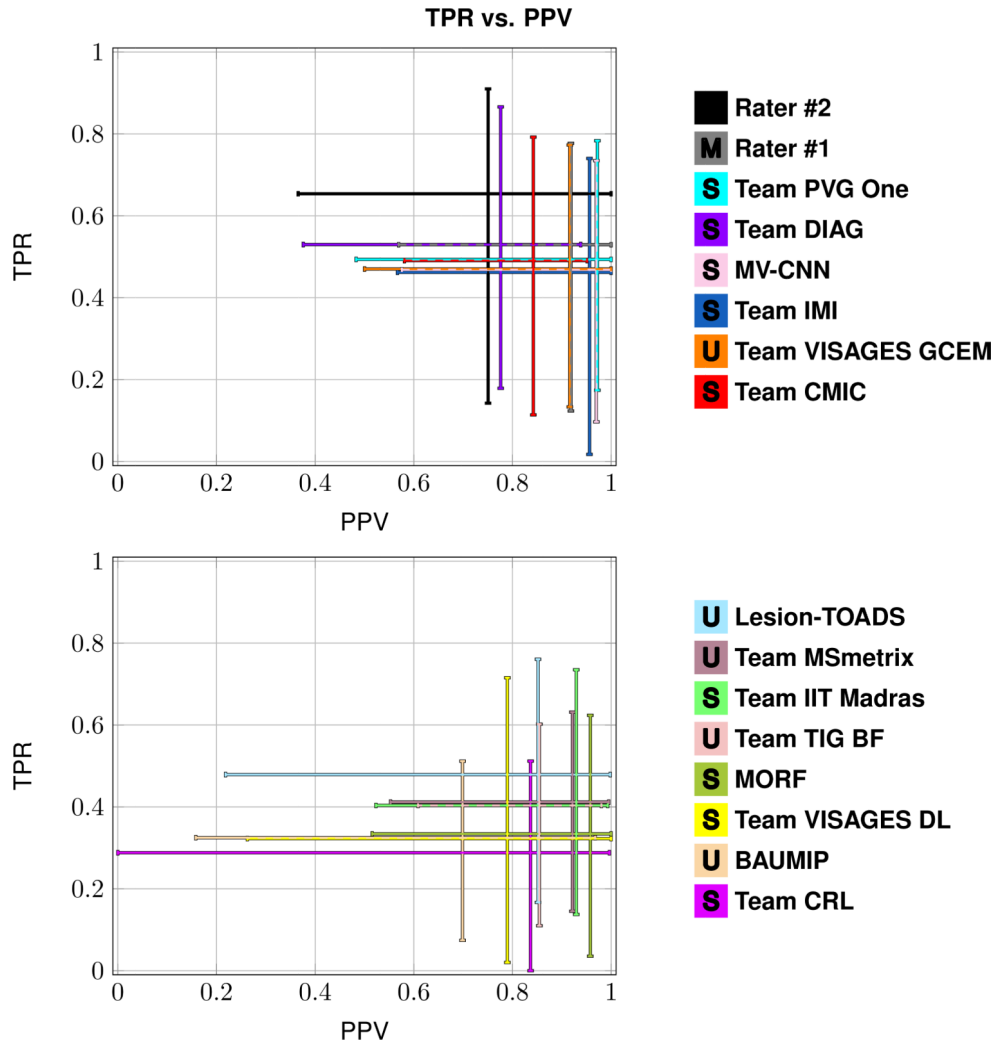 TPR vs. PPV
1
0.8
0.6
0.4
0.2
0
TPR
0 0.2 0.4 0.6 0.8 1
PPV
Rater #2
M Rater #1
S Team PVG One
S Team DIAG
S MV-CNN
S Team IMI
U Team VISAGES GCEM
S Team CMIC
1
0.8
0.6
0.4
0.2
0
TPR
0 0.2 0.4 0.6 0.8 1
PPV
U Lesion-TOADS
U Team MSmetrix
S Team IIT Madras
U Team TIG BF
S MORF
S Team VISAGES DL
U BAUMIP
S Team CRL